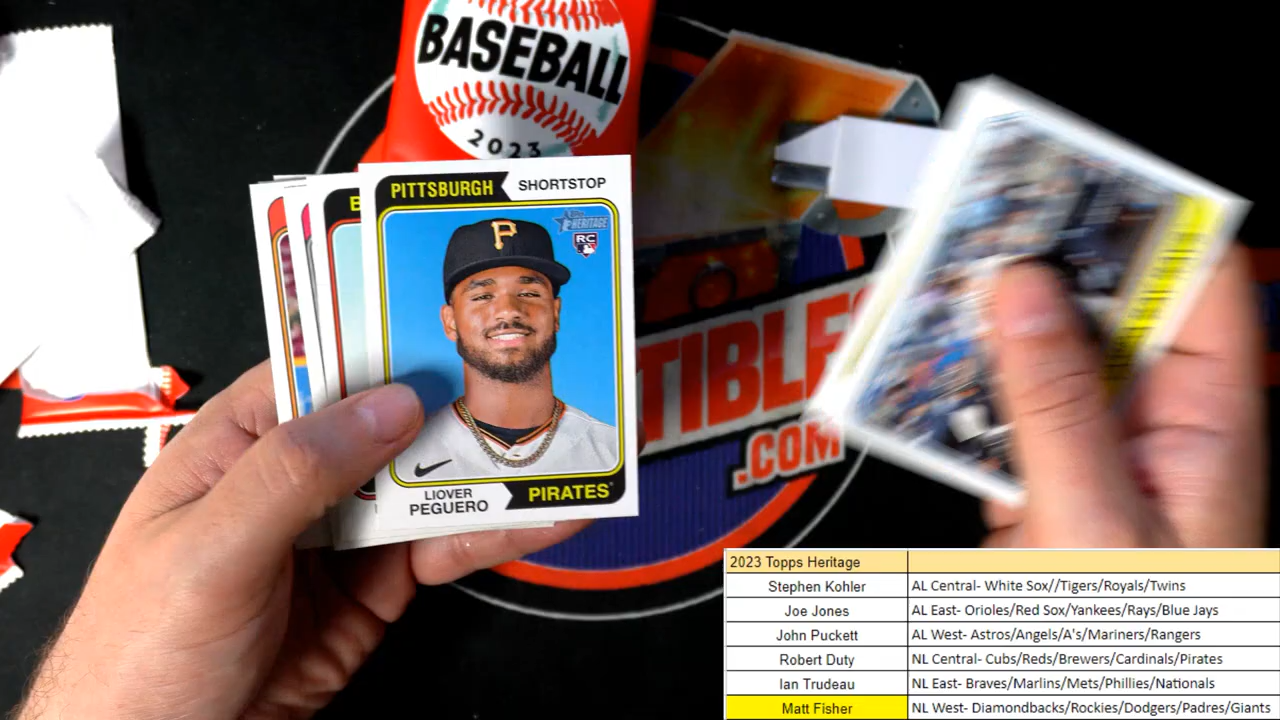 BASEBALL
2023
PITTSBURGH SHORTSTOP
HERITAGE
RC
P
LIOVER
PEGUERO
PIRATES
TIBLES
.COM
2023 Topps Heritage
Stephen Kohler AL Central- White Sox//Tigers/Royals/Twins
Joe Jones AL East- Orioles/Red Sox/Yankees/Rays/Blue Jays
John Puckett AL West- Astros/Angels/A's/Mariners/Rangers
Robert Duty NL Central- Cubs/Reds/Brewers/Cardinals/Pirates
Ian Trudeau NL East- Braves/Marlins/Mets/Phillies/Nationals
Matt Fisher NL West- Diamondbacks/Rockies/Dodgers/Padres/Giants